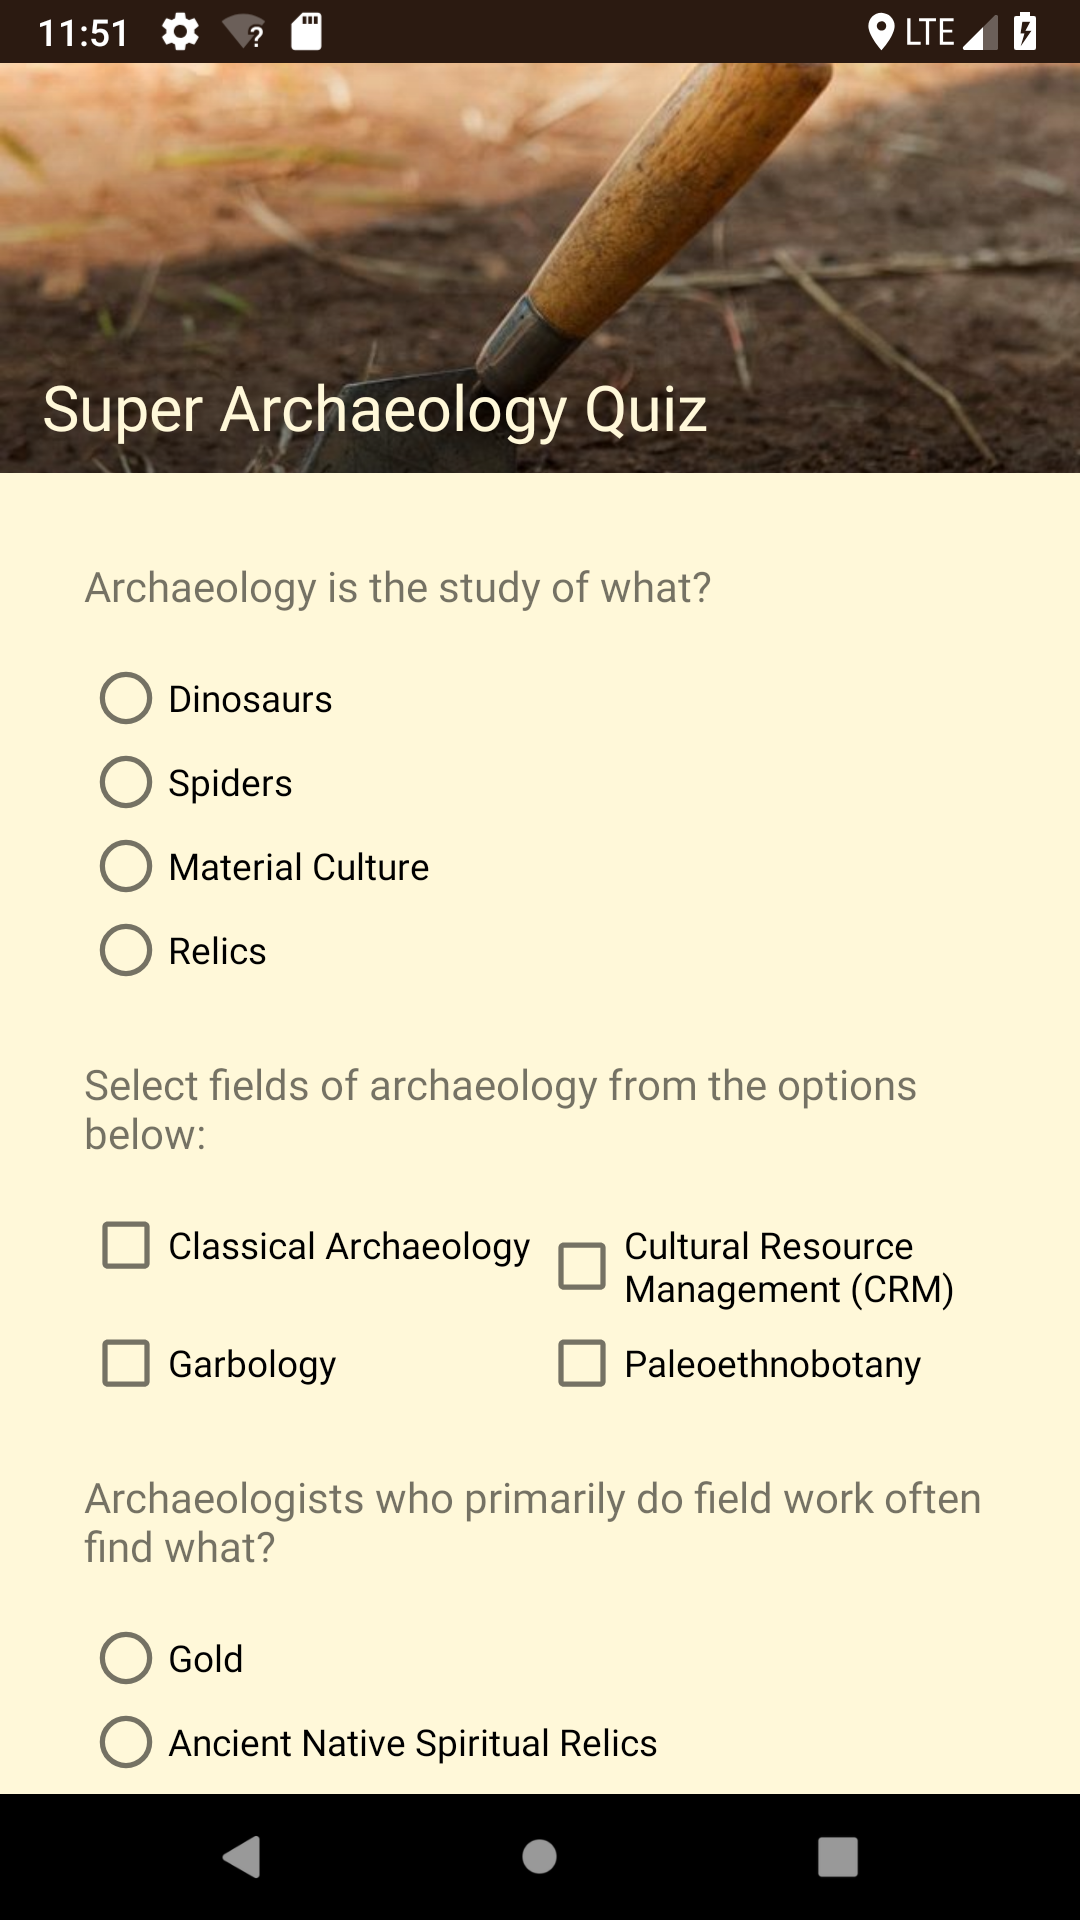 11:51
LTE
Super Archaeology Quiz
Archaeology is the study of what?
Dinosaurs
Spiders
Material Culture
Relics
Select fields of archaeology from the options
below:
Classical Archaeology
Cultural Resource
Management (CRM)
Garbology
Paleoethnobotany
Archaeologists who primarily do field work often
find what?
Gold
Ancient Native Spiritual Relics